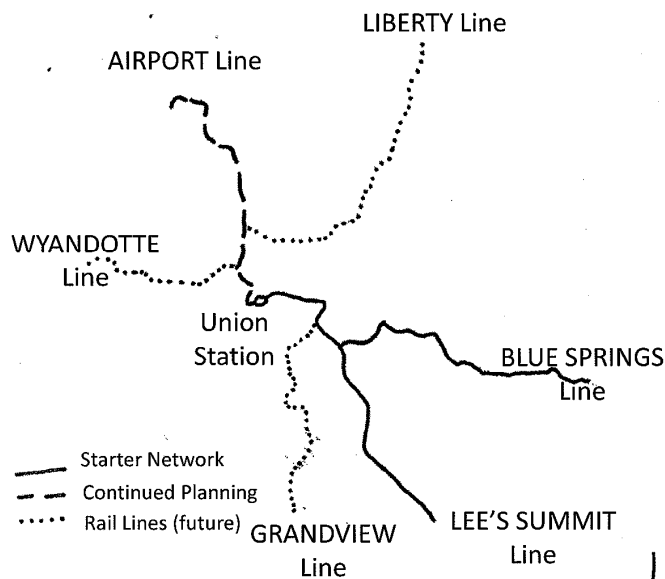 LIBERTY Line
AIRPORT Line
WYANDOTTE
Line
Union
Station
BLUE SPRINGS
Line
Starter Network
Continued Planning
Rail Lines (future)
GRANDVIEW
Line
LEE'S SUMMIT
Line